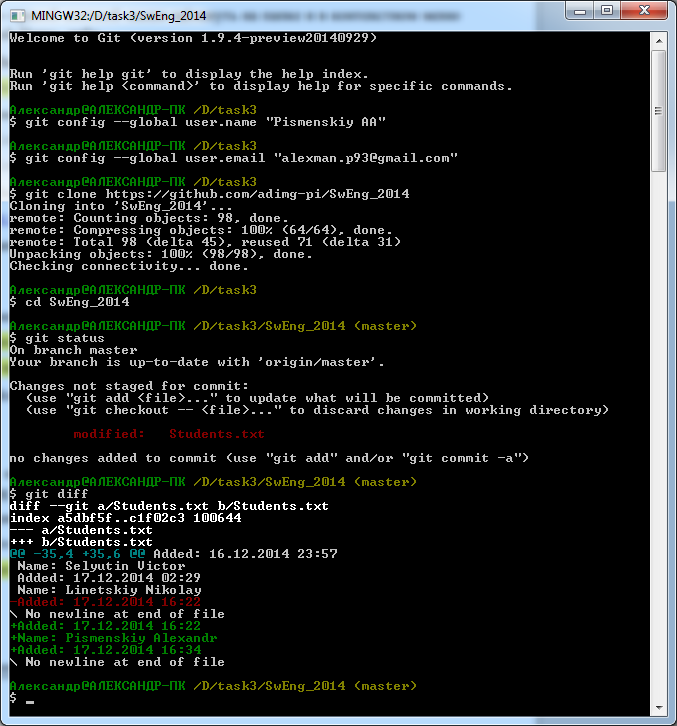 MINGW32:/D/task3/SwEng_2014
Welcome to Git (version 1.9.4-preview20140929)
Run 'git help git' to display the help index.
Run 'git help <command>' to display help for specific commands.
Александр@АЛЕКСАНДР-ПК /D/task3
$ git config --global user.name "Pismenskiy AA"
Александр@АЛЕКСАНДР-ПК /D/task3
$ git config --global user.email "alexman.p93@gmail.com"
Александр@АЛЕКСАНДР-ПК /D/task3
$ git clone https://github.com/adimg-pi/SwEng_2014
Cloning into 'SwEng_2014'...
remote: Counting objects: 98, done.
remote: Compressing objects: 100% (64/64), done.
remote: Total 98 (delta 45), reused 71 (delta 31)
Unpacking objects: 100% (98/98), done.
Checking connectivity... done.
Александр@АЛЕКСАНДР-ПК /D/task3
$ cd SwEng_2014
Александр@АЛЕКСАНДР-ПК /D/task3/SwEng_2014 (master)
$ git status
On branch master
Your branch is up-to-date with 'origin/master'.
Changes not staged for commit:
  (use "git add <file>..." to update what will be committed)
  (use "git checkout -- <file>..." to discard changes in working directory)
        modified:   Students.txt
no changes added to commit (use "git add" and/or "git commit -a")
Александр@АЛЕКСАНДР-ПК /D/task3/SwEng_2014 (master)
$ git diff
diff --git a/Students.txt b/Students.txt
index a5dbf5f..c1f02c3 100644
--- a/Students.txt
+++ b/Students.txt
@@ -35,4 +35,6 @@ Added: 16.12.2014 23:57
 Name: Selyutin Victor
 Added: 17.12.2014 02:29
 Name: Linetskiy Nikolay
-Added: 17.12.2014 16:22
\ No newline at end of file
+Added: 17.12.2014 16:22
+Name: Pismenskiy Alexandr
+Added: 17.12.2014 16:34
\ No newline at end of file
Александр@АЛЕКСАНДР-ПК /D/task3/SwEng_2014 (master)
$ _